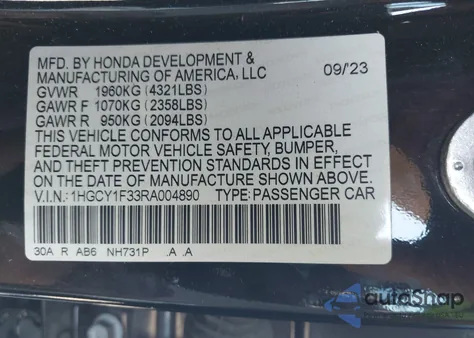 MFD. BY HONDA DEVELOPMENT &
MANUFACTURING OF AMERICA, LLC 09/23
GVWR 1960KG (4321LBS)
GAWR F 1070KG (2358LBS)
GAWR R 950KG (2094LBS)
THIS VEHICLE CONFORMS TO ALL APPLICABLE
FEDERAL MOTOR VEHICLE SAFETY, BUMPER,
AND THEFT PREVENTION STANDARDS IN EFFECT
ON THE DATE OF MANUFACTURE SHOWN ABOVE.
V.I.N.: 1HGCY1F33RA004890 TYPE: PASSENGER CAR
30A R AB6 NH731P .A .A
autoSnap